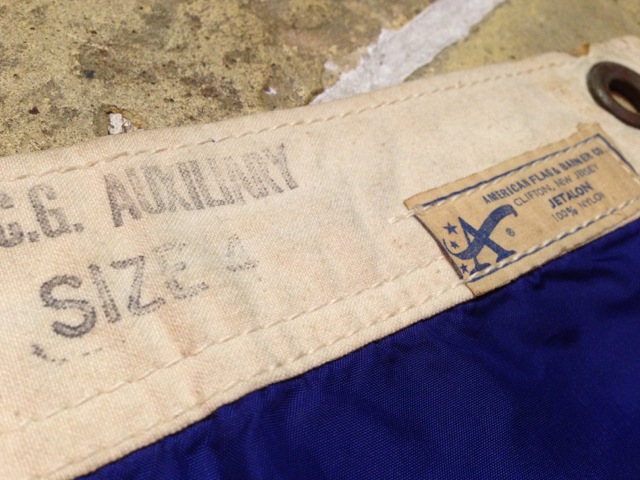 C.G. AUXILIARY
SIZE 4
AMERICAN FLAG & BANNER CO.
CLIFTON, NEW JERSEY
JETALON
100% NYLON
A
®